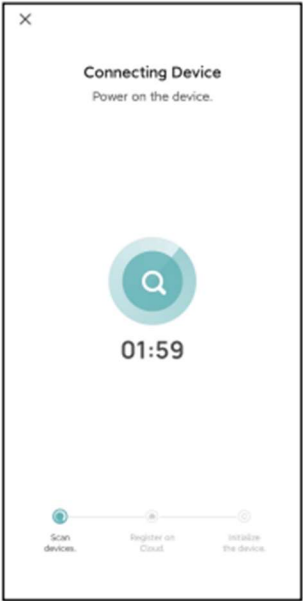 Connecting Device
Power on the device.
01:59
Scan
devices.
Register on
Cloud.
Initialize
the device.